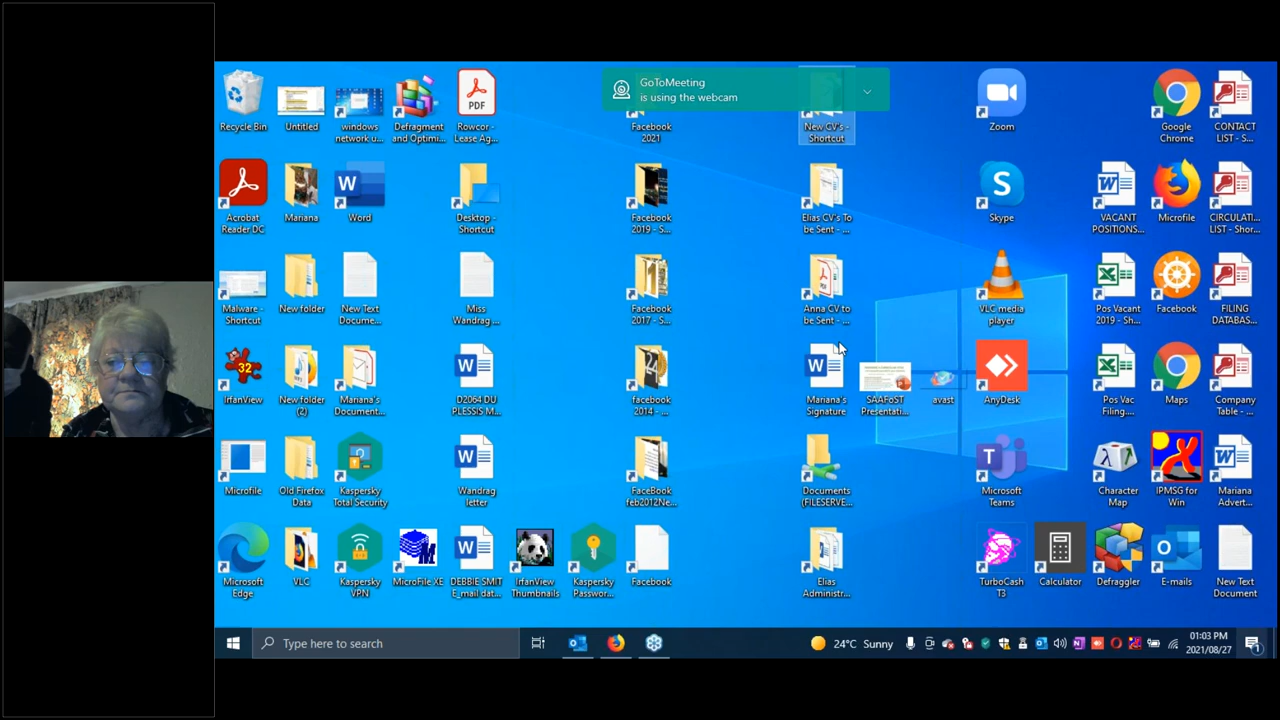 GoToMeeting
is using the webcam
Recycle Bin
Untitled
windows
network u...
Defragment
and Optimi...
PDF
Rowcor -
Lease Ag...
Facebook
2021
New CV's -
Shortcut
Zoom
Google
Chrome
CONTACT
LIST - S...
Acrobat
Reader DC
Mariana
Word
Desktop -
Shortcut
Facebook
2019 - S...
Elias CV's To
be Sent - ...
Skype
VACANT
POSITIONS...
Microfile
CIRCULATI...
LIST - Shor...
Malware -
Shortcut
New folder
New Text
Docume...
Miss
Wandrag ...
Facebook
2017 - S...
Anna CV to
be Sent - ...
VLC media
player
Pos Vacant
2019 - Sh...
Facebook
FILING
DATABAS...
32
IrfanView
New folder
(2)
Mariana's
Document...
D2064 DU
PLESSIS M...
24
facebook
2014 - ...
Mariana's
Signature
SAAFoST
Presentati...
avast
AnyDesk
Pos Vac
Filing....
Maps
Company
Table - ...
Microfile
Old Firefox
Data
Kaspersky
Total Security
Wandrag
letter
FaceBook
feb2012Ne...
Documents
(FILESERVE...
Microsoft
Teams
Character
Map
IPMSG for
Win
Mariana
Advert...
Microsoft
Edge
VLC
Kaspersky
VPN
MicroFile XE
DEBBIE SMIT
E_mail dat...
IrfanView
Thumbnails
Kaspersky
Passwor...
Facebook
Elias
Administr...
TurboCash
T3
Calculator
Defraggler
E-mails
New Text
Document
Type here to search
24°C Sunny
01:03 PM
2021/08/27